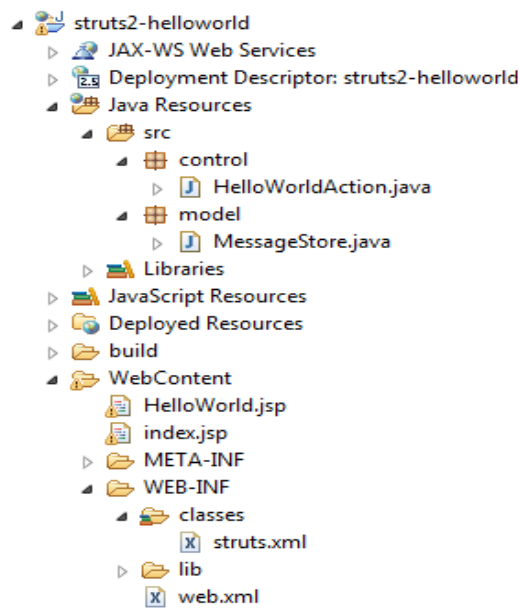 struts2-helloworld
JAX-WS Web Services
2.5 Deployment Descriptor: struts2-helloworld
Java Resources
src
control
J HelloWorldAction.java
model
J MessageStore.java
Libraries
JavaScript Resources
Deployed Resources
build
WebContent
HelloWorld.jsp
index.jsp
META-INF
WEB-INF
classes
X struts.xml
lib
X web.xml